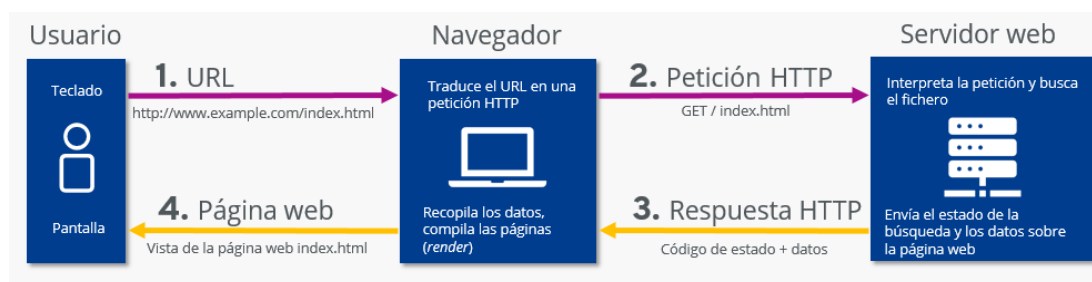 Usuario
Navegador
Servidor web
Teclado
1. URL
http://www.example.com/index.html
Traduce el URL en una
petición HTTP
2. Petición HTTP
GET / index.html
Interpreta la petición y busca
el fichero
Pantalla
4. Página web
Vista de la página web index.html
Recopila los datos,
compila las páginas
(render)
3. Respuesta HTTP
Código de estado + datos
Envía el estado de la
búsqueda y los datos sobre
la página web